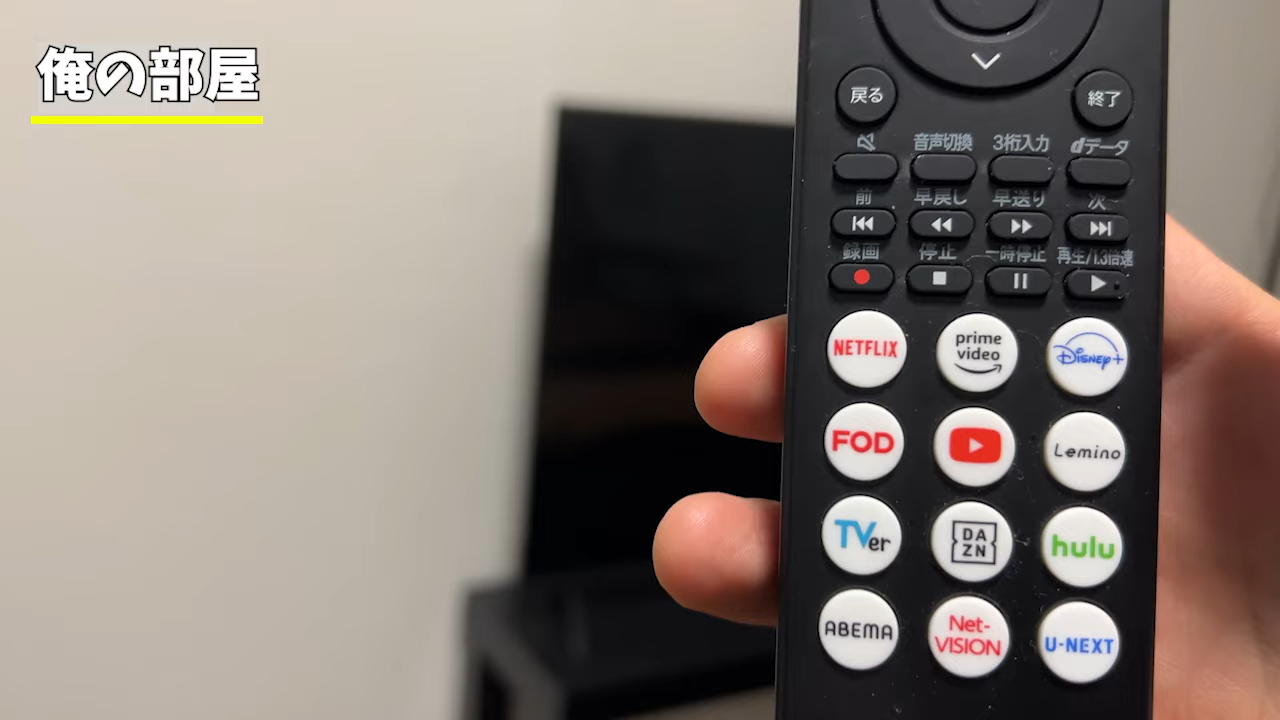 俺の部屋
戻る 終了
音声切換 3桁入力 dデータ
前 早戻し 早送り 次
録画 停止 一時停止 再生/1.3倍速
NETFLIX prime video Disney+
FOD Lemino
TVer DAZN hulu
ABEMA Net-VISION U-NEXT